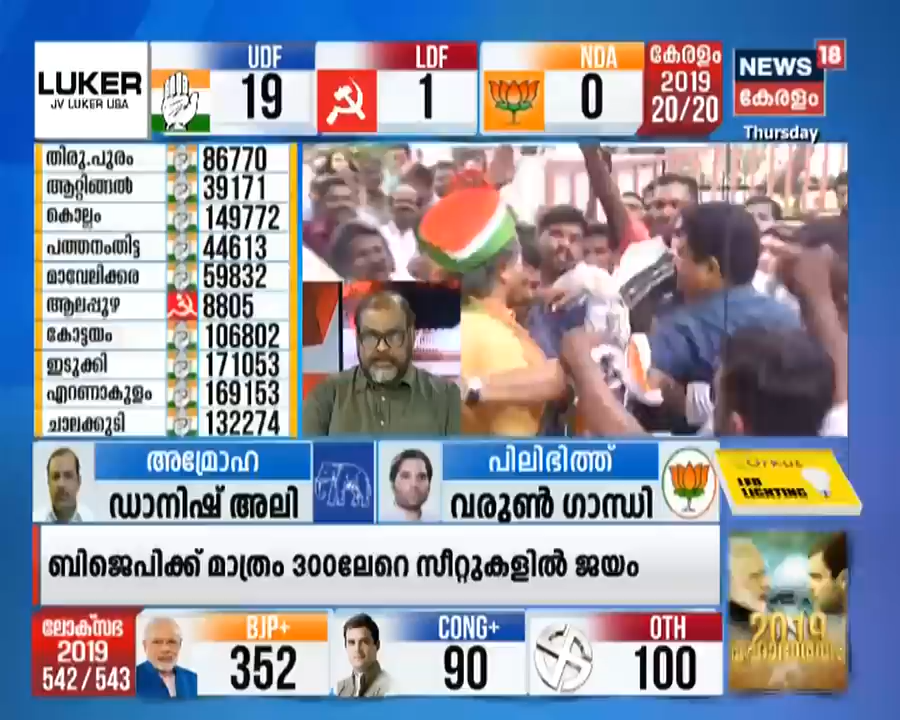 LUKER
JV LUKER UBA
UDF
19
LDF
1
NDA
0
കേരളം
2019
20/20
NEWS 18
കേരളം
Thursday
തിരു.പുരം 86770
ആറ്റിങ്ങൽ 39171
കൊല്ലം 149772
പത്തനംതിട്ട 44613
മാവേലിക്കര 59832
ആലപ്പുഴ 8805
കോട്ടയം 106802
ഇടുക്കി 171053
എറണാകുളം 169153
ചാലക്കുടി 132274
അമ്രോഹ
ഡാനിഷ് അലി
പിലിഭിത്ത്
വരുൺ ഗാന്ധി
LED
LIGHTING
ബിജെപിക്ക് മാത്രം 300ലേറെ സീറ്റുകളിൽ ജയം
ലോക്സഭ
2019
542/543
BJP+
352
CONG+
90
OTH
100
2019